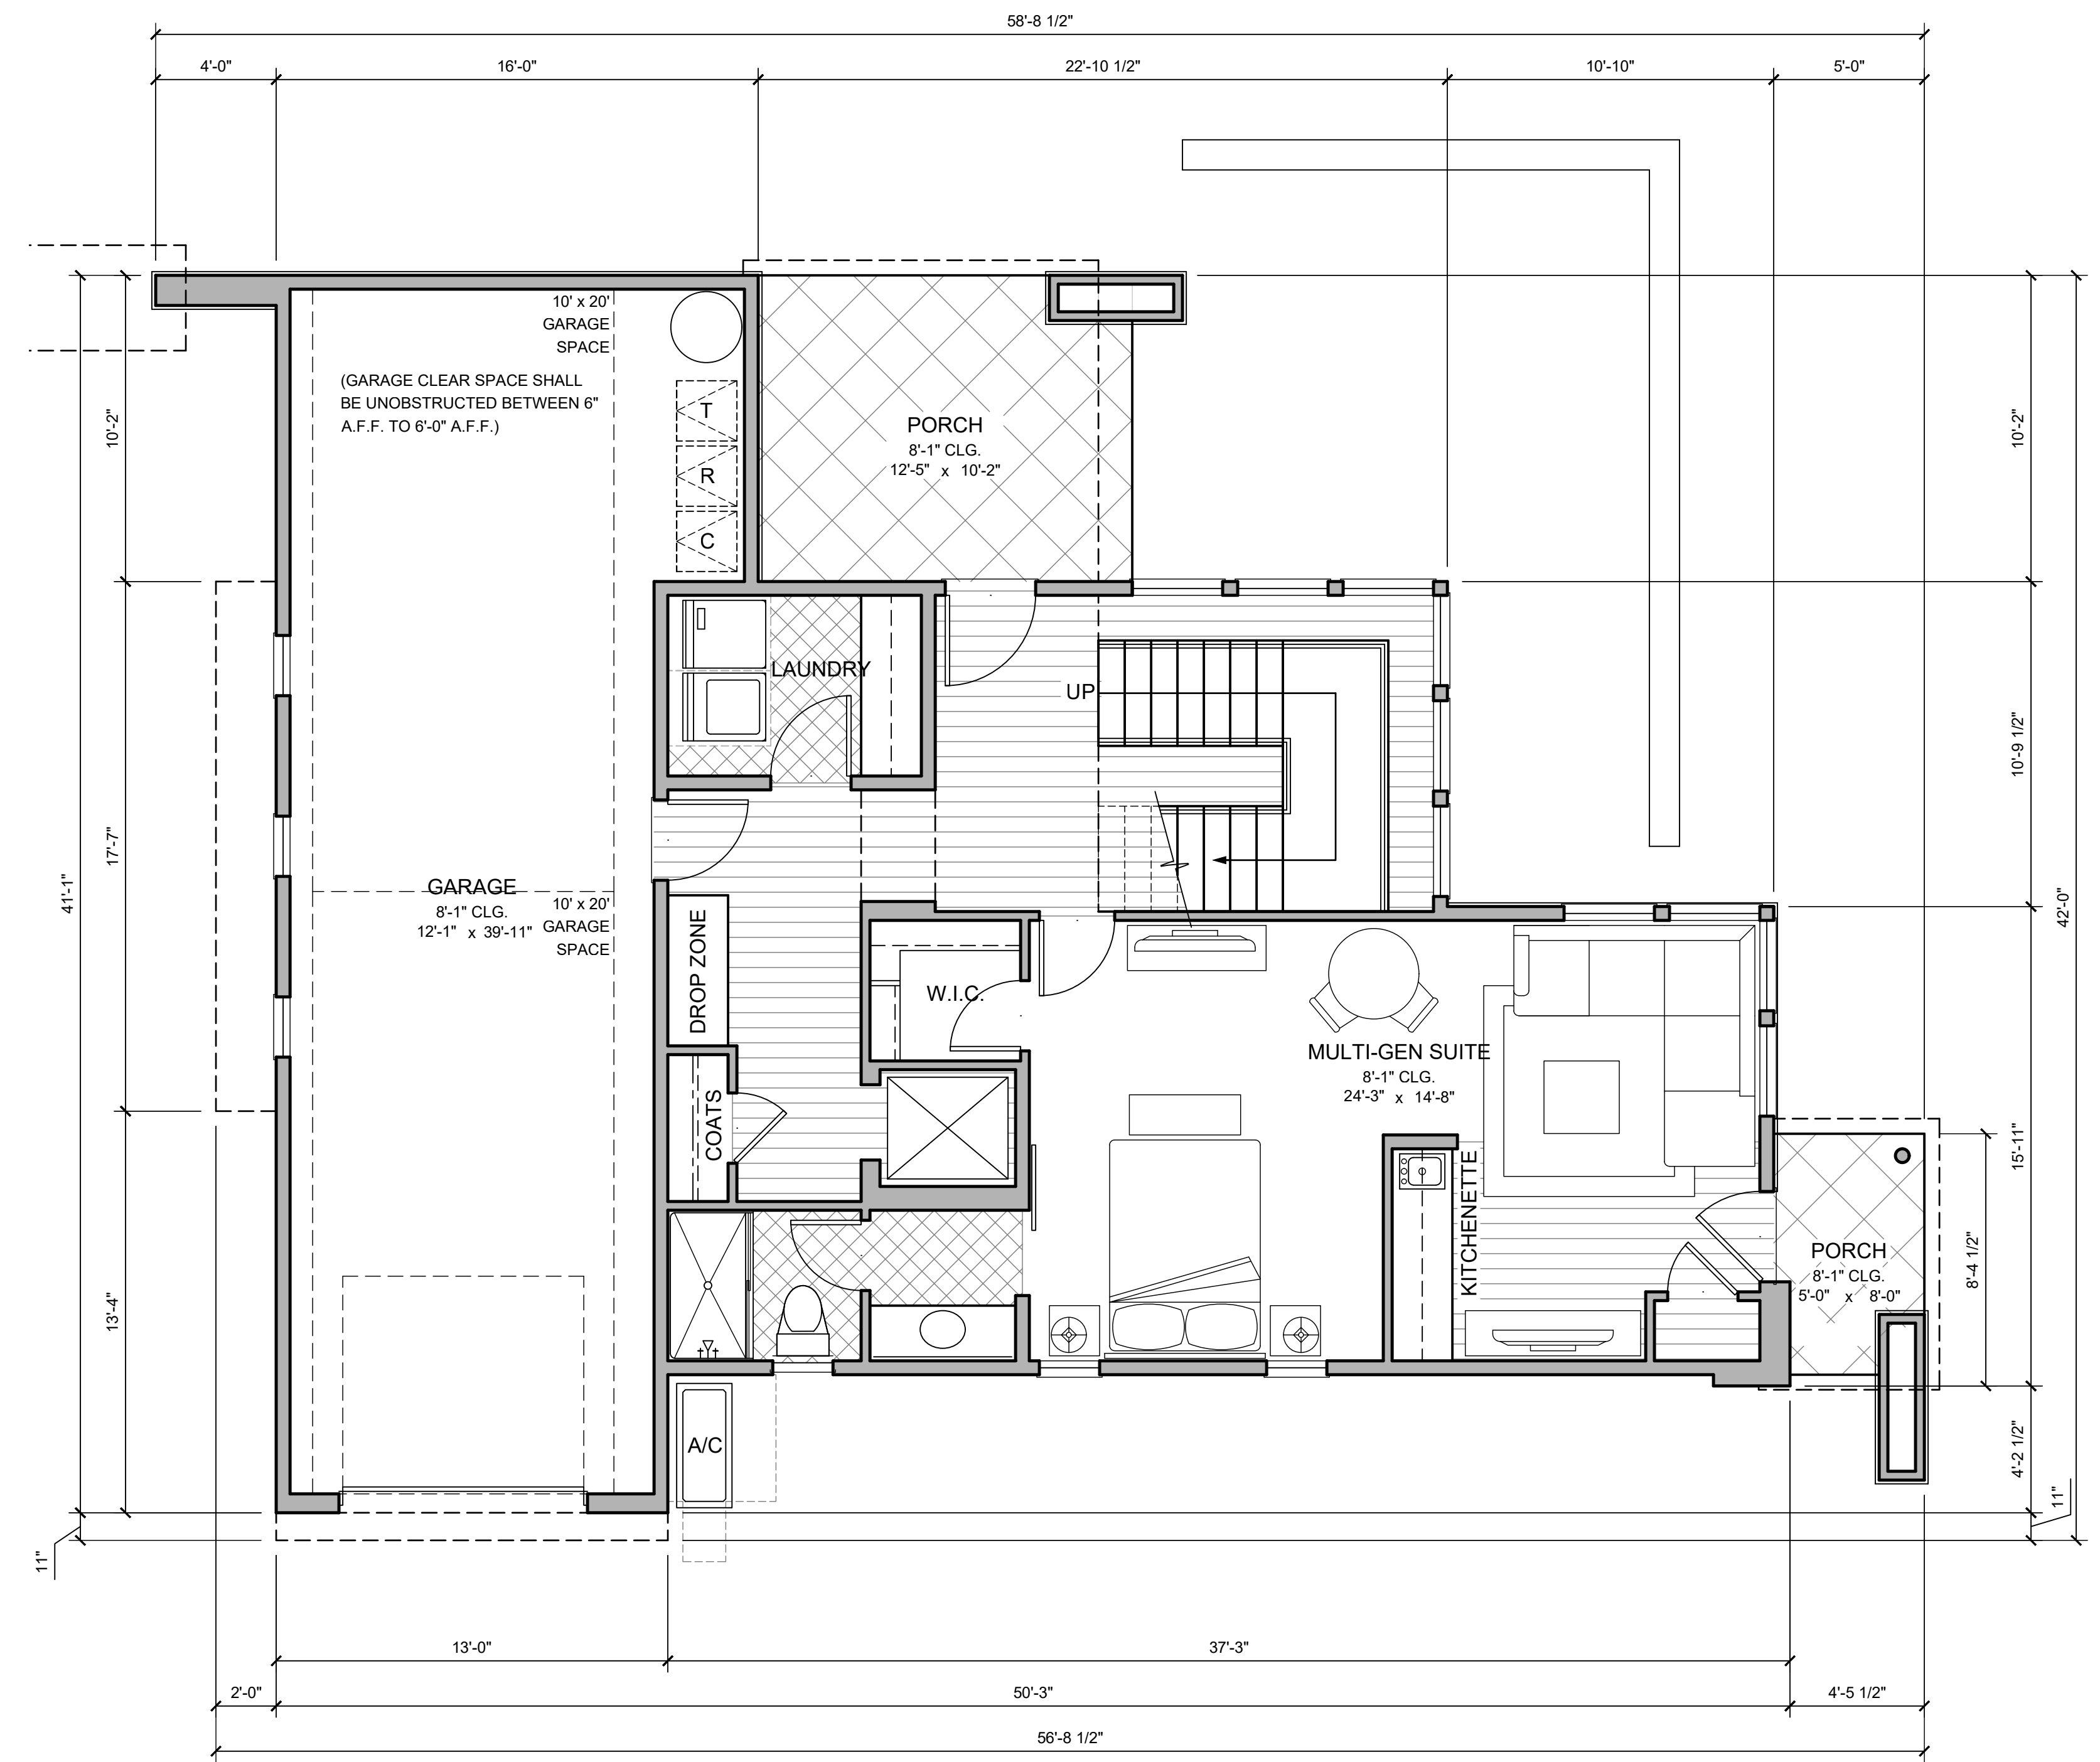 58'-8 1/2"
4'-0"
16'-0"
22'-10 1/2"
10'-10"
5'-0"
10' x 20'
GARAGE
SPACE
(GARAGE CLEAR SPACE SHALL
BE UNOBSTRUCTED BETWEEN 6"
A.F.F. TO 6'-0" A.F.F.)
T
R
C
PORCH
8'-1" CLG.
12'-5" x 10'-2"
10'-2"
10'-2"
LAUNDRY
UP
10'-9 1/2"
17'-7"
41'-1"
42'-0"
GARAGE
8'-1" CLG.
12'-1" x 39'-11"
10' x 20'
GARAGE
SPACE
DROP ZONE
W.I.C.
MULTI-GEN SUITE
8'-1" CLG.
24'-3" x 14'-8"
COATS
15'-11"
KITCHENETTE
PORCH
8'-1" CLG.
5'-0" x 8'-0"
8'-4 1/2"
13'-4"
A/C
4'-2 1/2"
11"
11"
13'-0"
37'-3"
2'-0"
50'-3"
4'-5 1/2"
56'-8 1/2"